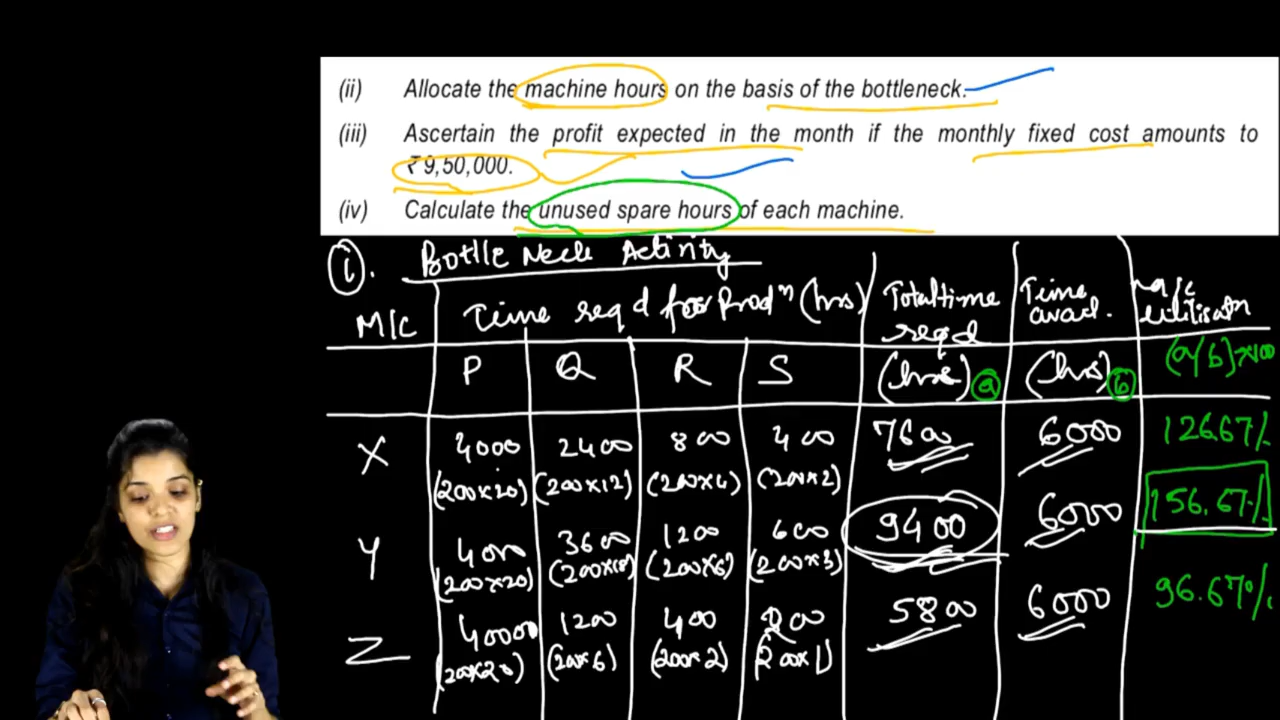 (ii) Allocate the machine hours on the basis of the bottleneck.
(iii) Ascertain the profit expected in the month if the monthly fixed cost amounts to
₹ 9,50,000.
(iv) Calculate the unused spare hours of each machine.
(i). Bottle Neck Activity
M/C Time reqd for Prodⁿ (hrs) Total time reqd (hrs) (a) Time avail. (hrs) (b) m/c utilisatn (a/b)×100
P Q R S
X 4000 2400 800 400 7600 6000 126.67%
(200×20) (200×12) (200×4) (200×2)
Y 4000 3600 1200 600 9400 6000 156.67%
(200×20) (200×18) (200×6) (200×3)
Z 4000 1200 400 200 5800 6000 96.67%
(200×20) (200×6) (200×2) (200×1)